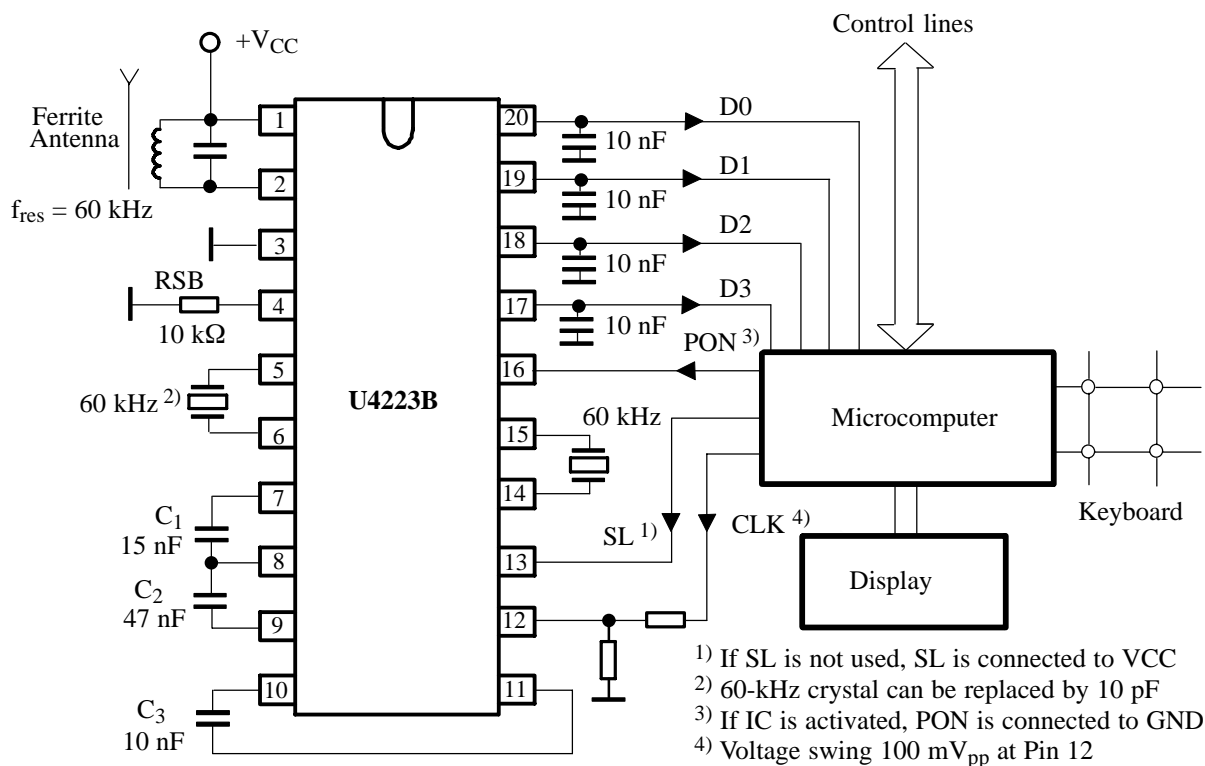 Control lines
+V_CC
Ferrite
Antenna
f_res = 60 kHz
1
2
3
RSB
4
10 kΩ
5
60 kHz 2)
6
7
C1
15 nF
8
C2
47 nF
9
10
C3
10 nF
U4223B
20
D0
10 nF
19
D1
10 nF
18
D2
10 nF
17
D3
10 nF
16
PON 3)
15
60 kHz
14
13
SL 1)
CLK 4)
12
11
Microcomputer
Keyboard
Display
1) If SL is not used, SL is connected to VCC
2) 60-kHz crystal can be replaced by 10 pF
3) If IC is activated, PON is connected to GND
4) Voltage swing 100 mVpp at Pin 12